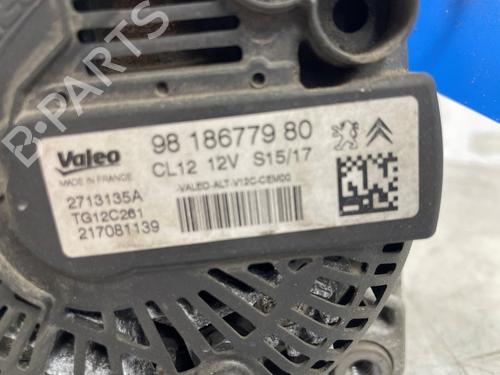 Valeo
MADE IN FRANCE
98 186779 80
CL12 12V S15/17
VALEO-ALT-V12C-CEM00
2713135A
TG12C261
217081139
B-PARTS